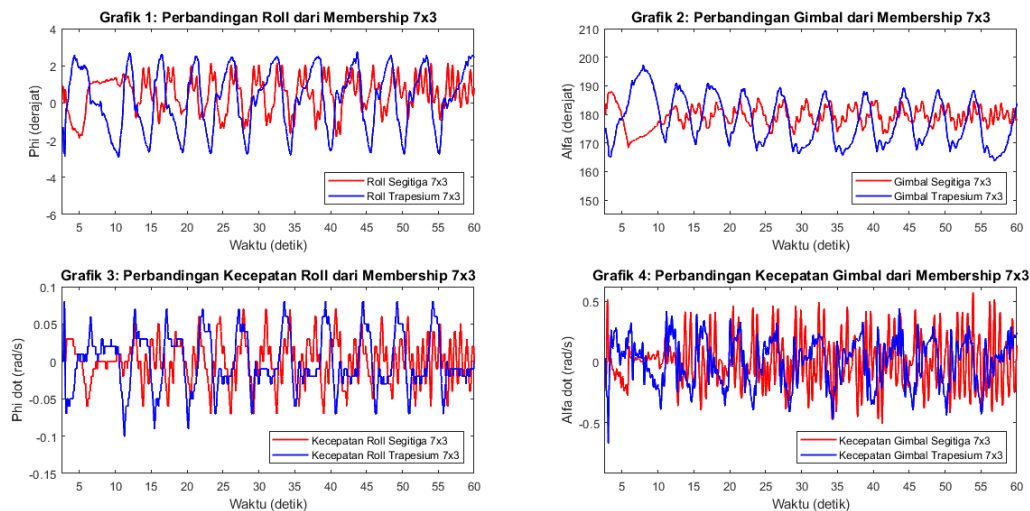 Grafik 1: Perbandingan Roll dari Membership 7x3
4
2
0
-2
-4
-6
Phi (derajat)
5 10 15 20 25 30 35 40 45 50 55 60
Waktu (detik)
Roll Segitiga 7x3
Roll Trapesium 7x3
Grafik 2: Perbandingan Gimbal dari Membership 7x3
210
200
190
180
170
160
150
Alfa (derajat)
5 10 15 20 25 30 35 40 45 50 55 60
Waktu (detik)
Gimbal Segitiga 7x3
Gimbal Trapesium 7x3
Grafik 3: Perbandingan Kecepatan Roll dari Membership 7x3
0.1
0.05
0
-0.05
-0.1
-0.15
Phi dot (rad/s)
5 10 15 20 25 30 35 40 45 50 55 60
Waktu (detik)
Kecepatan Roll Segitiga 7x3
Kecepatan Roll Trapesium 7x3
Grafik 4: Perbandingan Kecepatan Gimbal dari Membership 7x3
0.5
0
-0.5
Alfa dot (rad/s)
5 10 15 20 25 30 35 40 45 50 55 60
Waktu (detik)
Kecepatan Gimbal Segitiga 7x3
Kecepatan Gimbal Trapesium 7x3